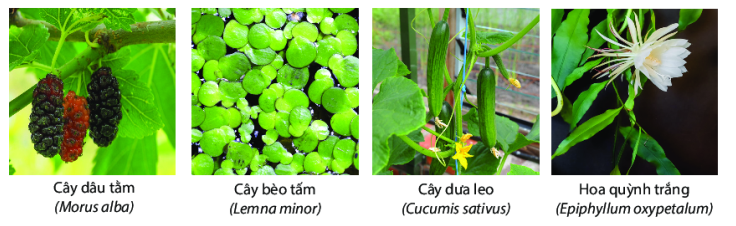 Cây dâu tằm
(Morus alba)
Cây bèo tấm
(Lemna minor)
Cây dưa leo
(Cucumis sativus)
Hoa quỳnh trắng
(Epiphyllum oxypetalum)